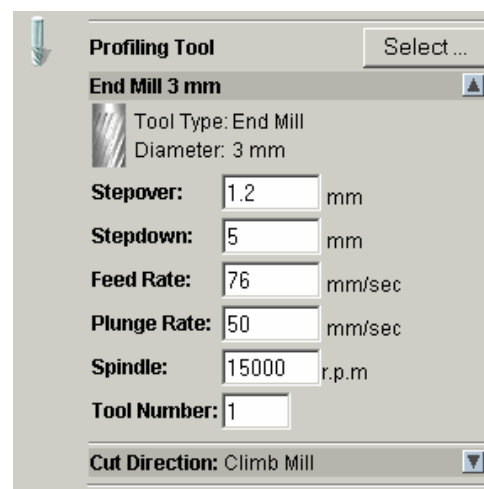 Profiling Tool Select ...
End Mill 3 mm
Tool Type: End Mill
Diameter: 3 mm
Stepover: 1.2 mm
Stepdown: 5 mm
Feed Rate: 76 mm/sec
Plunge Rate: 50 mm/sec
Spindle: 15000 r.p.m
Tool Number: 1
Cut Direction: Climb Mill